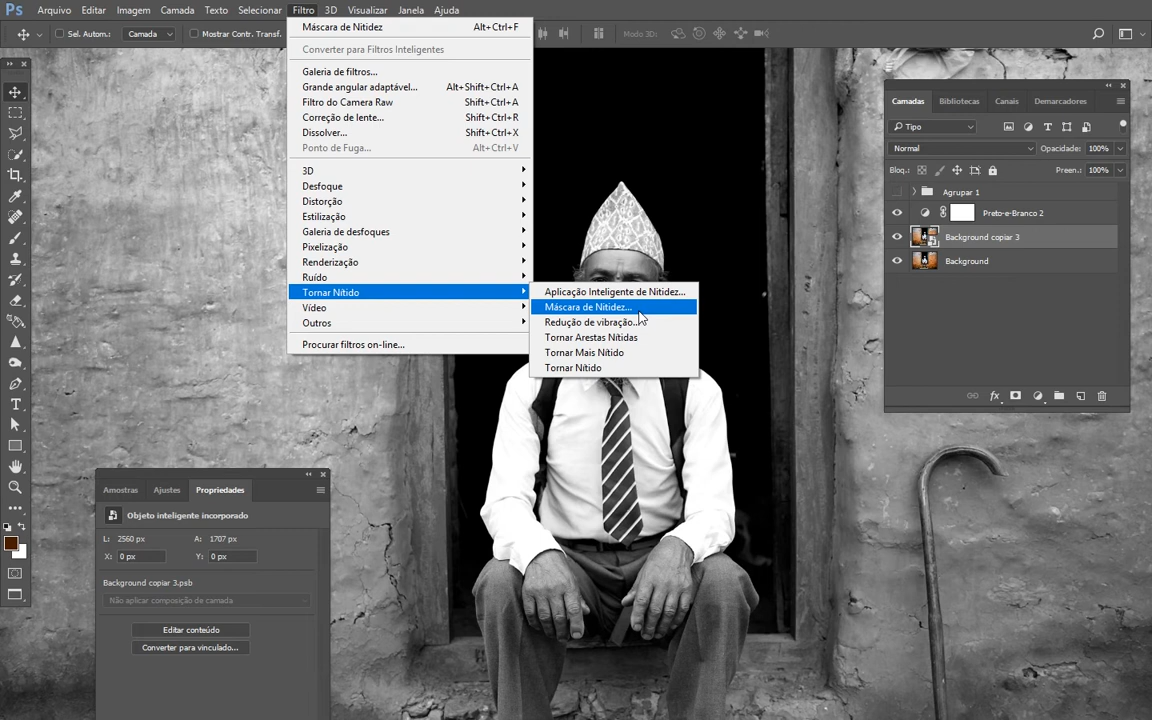 Ps Arquivo Editar Imagem Camada Texto Selecionar Filtro 3D Visualizar Janela Ajuda
Sel. Autom.: Camada Mostrar Contr. Transf. Modo 3D:
Máscara de Nitidez Alt+Ctrl+F
Converter para Filtros Inteligentes
Galeria de filtros...
Grande angular adaptável... Alt+Shift+Ctrl+A
Filtro do Camera Raw Shift+Ctrl+A
Correção de lente... Shift+Ctrl+R
Dissolver... Shift+Ctrl+X
Ponto de Fuga... Alt+Ctrl+V
3D
Desfoque
Distorção
Estilização
Galeria de desfoques
Pixelização
Renderização
Ruído
Tornar Nítido
Vídeo
Outros
Procurar filtros on-line...
Aplicação Inteligente de Nitidez...
Máscara de Nitidez...
Redução de vibração...
Tornar Arestas Nítidas
Tornar Mais Nítido
Tornar Nítido
Camadas Bibliotecas Canais Demarcadores
Tipo
Normal Opacidade: 100%
Bloq.: Preen.: 100%
Agrupar 1
Preto-e-Branco 2
Background copiar 3
Background
fx
Amostras Ajustes Propriedades
Objeto inteligente incorporado
L: 2560 px A: 1707 px
X: 0 px Y: 0 px
Background copiar 3.psb
Não aplicar composição de camada
Editar conteúdo
Converter para vinculado...